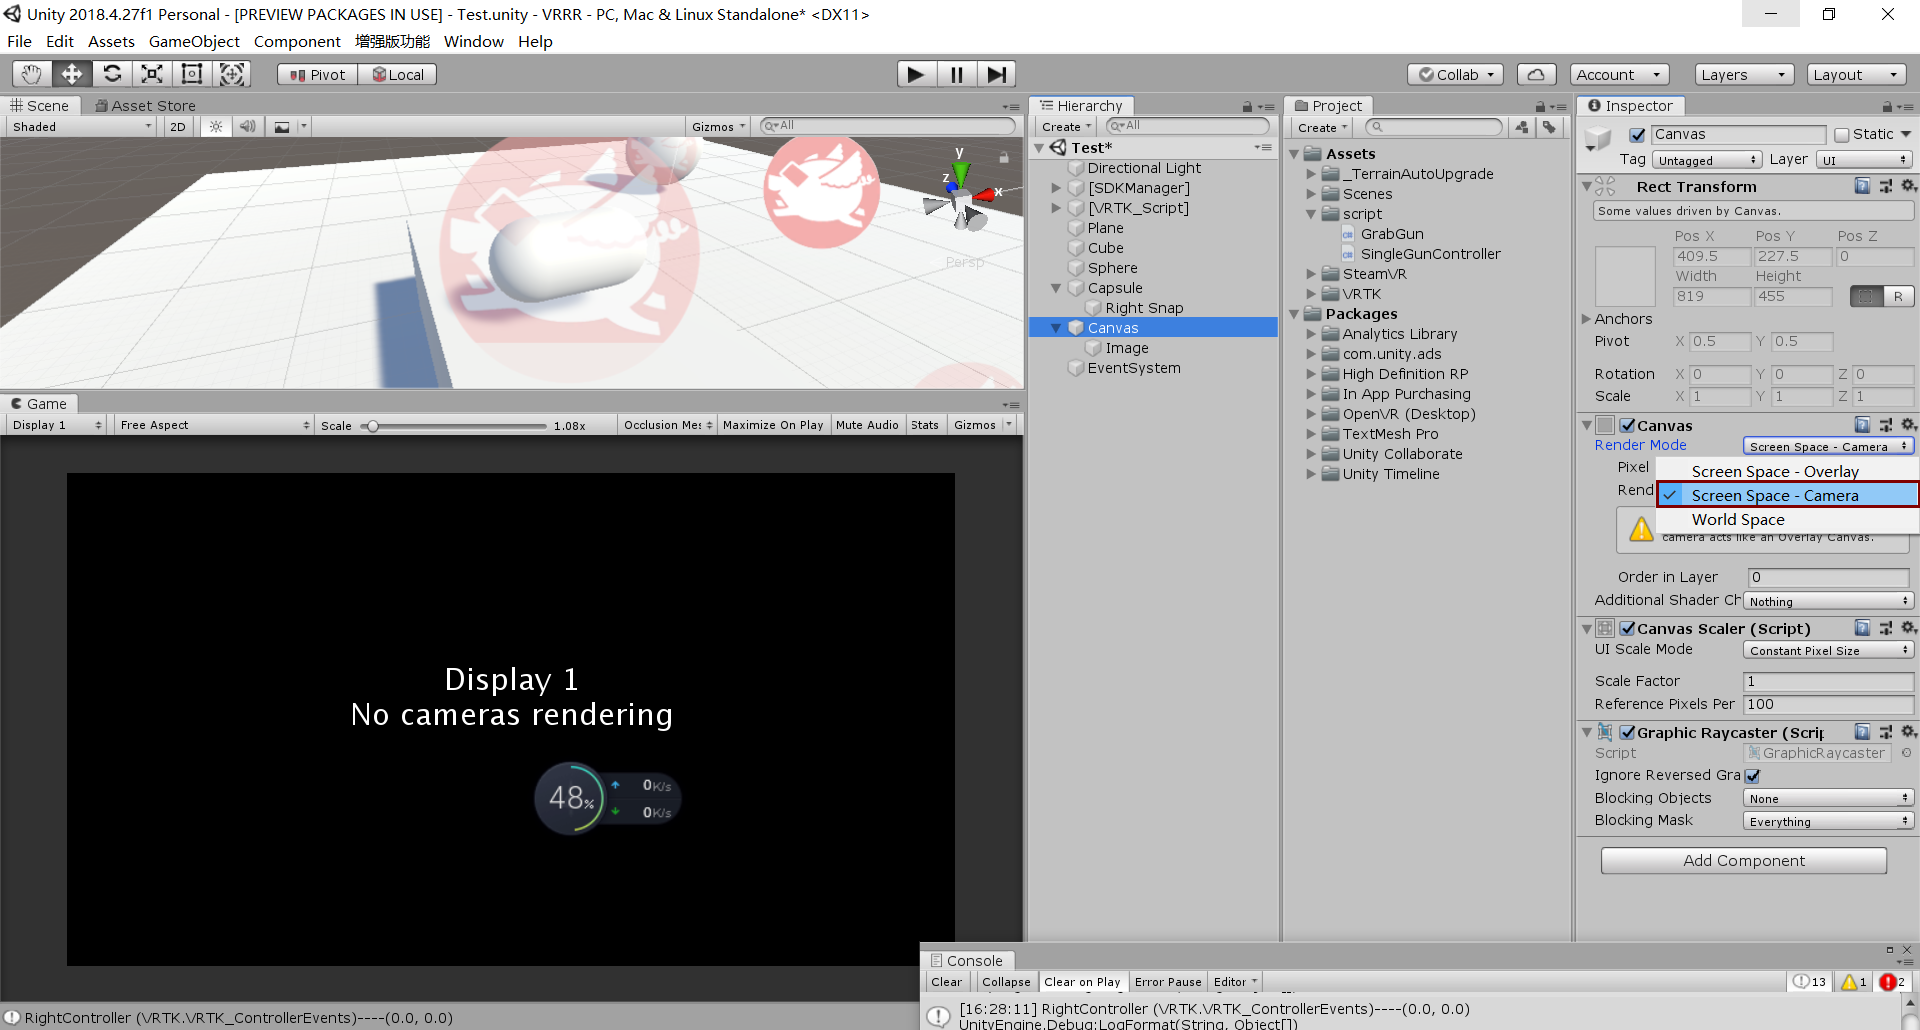 Unity 2018.4.27f1 Personal - [PREVIEW PACKAGES IN USE] - Test.unity - VRRR - PC, Mac & Linux Standalone* <DX11>
File Edit Assets GameObject Component 增强版功能 Window Help
Pivot Local
Collab Account Layers Layout
Scene Asset Store
Shaded 2D Gizmos All
y
z
x
Persp
Game
Display 1 Free Aspect Scale 1.08x Occlusion Mes Maximize On Play Mute Audio Stats Gizmos
Display 1
No cameras rendering
48%
0K/s
0K/s
Hierarchy
Create All
Test*
Directional Light
[SDKManager]
[VRTK_Script]
Plane
Cube
Sphere
Capsule
Right Snap
Canvas
Image
EventSystem
Project
Create
Assets
_TerrainAutoUpgrade
Scenes
script
GrabGun
SingleGunController
SteamVR
VRTK
Packages
Analytics Library
com.unity.ads
High Definition RP
In App Purchasing
OpenVR (Desktop)
TextMesh Pro
Unity Collaborate
Unity Timeline
Inspector
Canvas Static
Tag Untagged Layer UI
Rect Transform
Some values driven by Canvas.
Pos X Pos Y Pos Z
409.5 227.5 0
Width Height
819 455 R
Anchors
Pivot X 0.5 Y 0.5
Rotation X 0 Y 0 Z 0
Scale X 1 Y 1 Z 1
Canvas
Render Mode Screen Space - Camera
Pixel
Rend
Screen Space - Overlay
Screen Space - Camera
World Space
camera acts like an Overlay Canvas.
Order in Layer 0
Additional Shader Ch Nothing
Canvas Scaler (Script)
UI Scale Mode Constant Pixel Size
Scale Factor 1
Reference Pixels Per 100
Graphic Raycaster (Scrip
Script GraphicRaycaster
Ignore Reversed Gra
Blocking Objects None
Blocking Mask Everything
Add Component
Console
Clear Collapse Clear on Play Error Pause Editor 13 1 2
[16:28:11] RightController (VRTK.VRTK_ControllerEvents)----(0.0, 0.0)
UnityEngine.Debug:LogFormat(String, Object[])
RightController (VRTK.VRTK_ControllerEvents)----(0.0, 0.0)